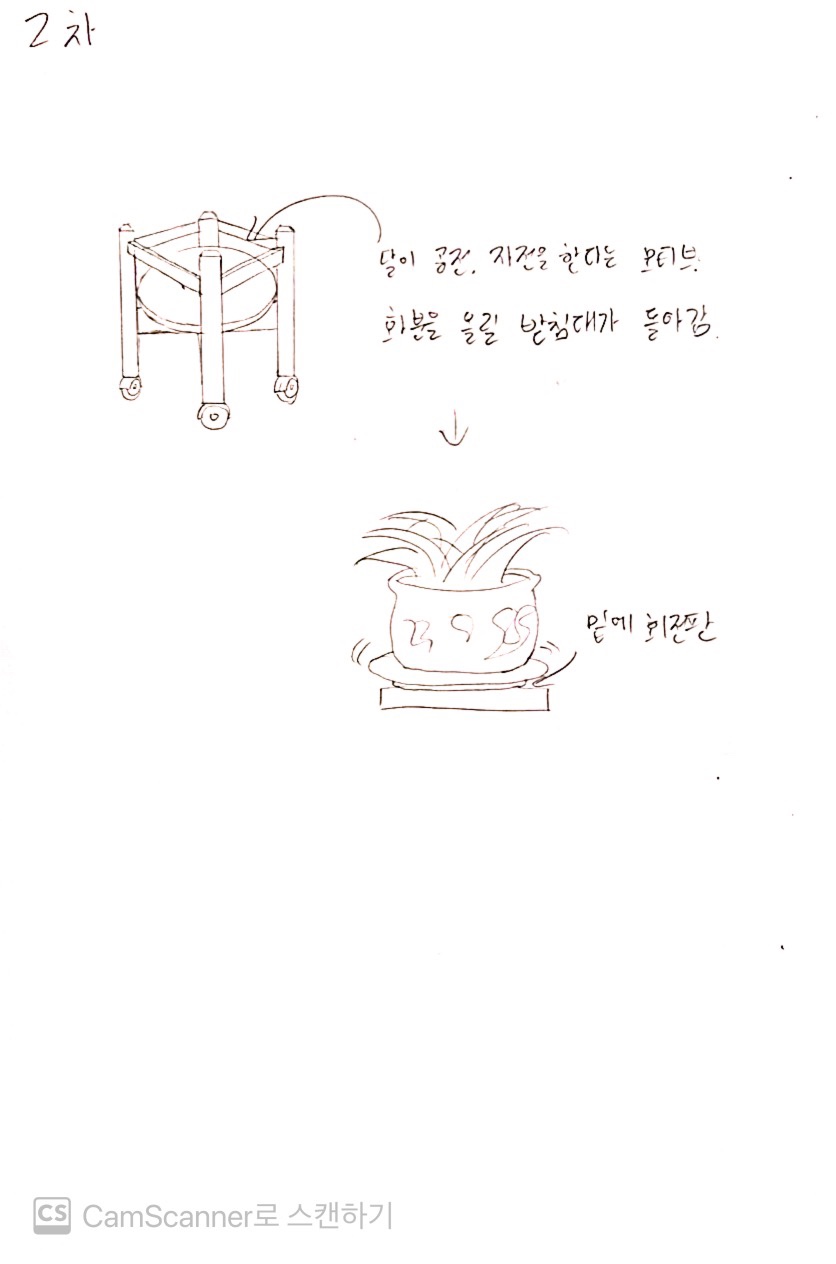 2차
달이 공전, 자전을 한다는 모티브.
화분을 올릴 받침대가 돌아감.
밑에 회전판
CS CamScanner로 스캔하기